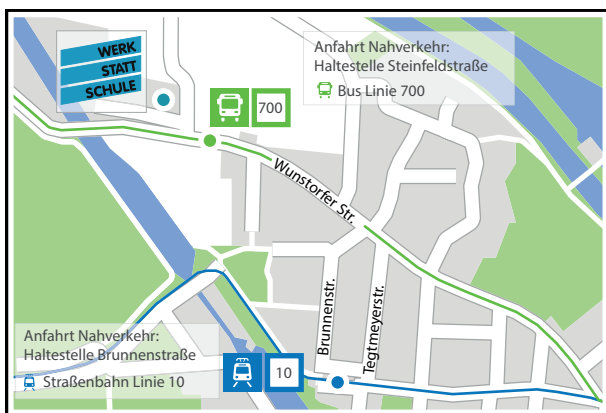 WERK
STATT
SCHULE
Anfahrt Nahverkehr:
Haltestelle Steinfeldstraße
Bus Linie 700
700
Wunstorfer Str.
Brunnenstr.
Tegtmeyerstr.
Anfahrt Nahverkehr:
Haltestelle Brunnenstraße
Straßenbahn Linie 10
10